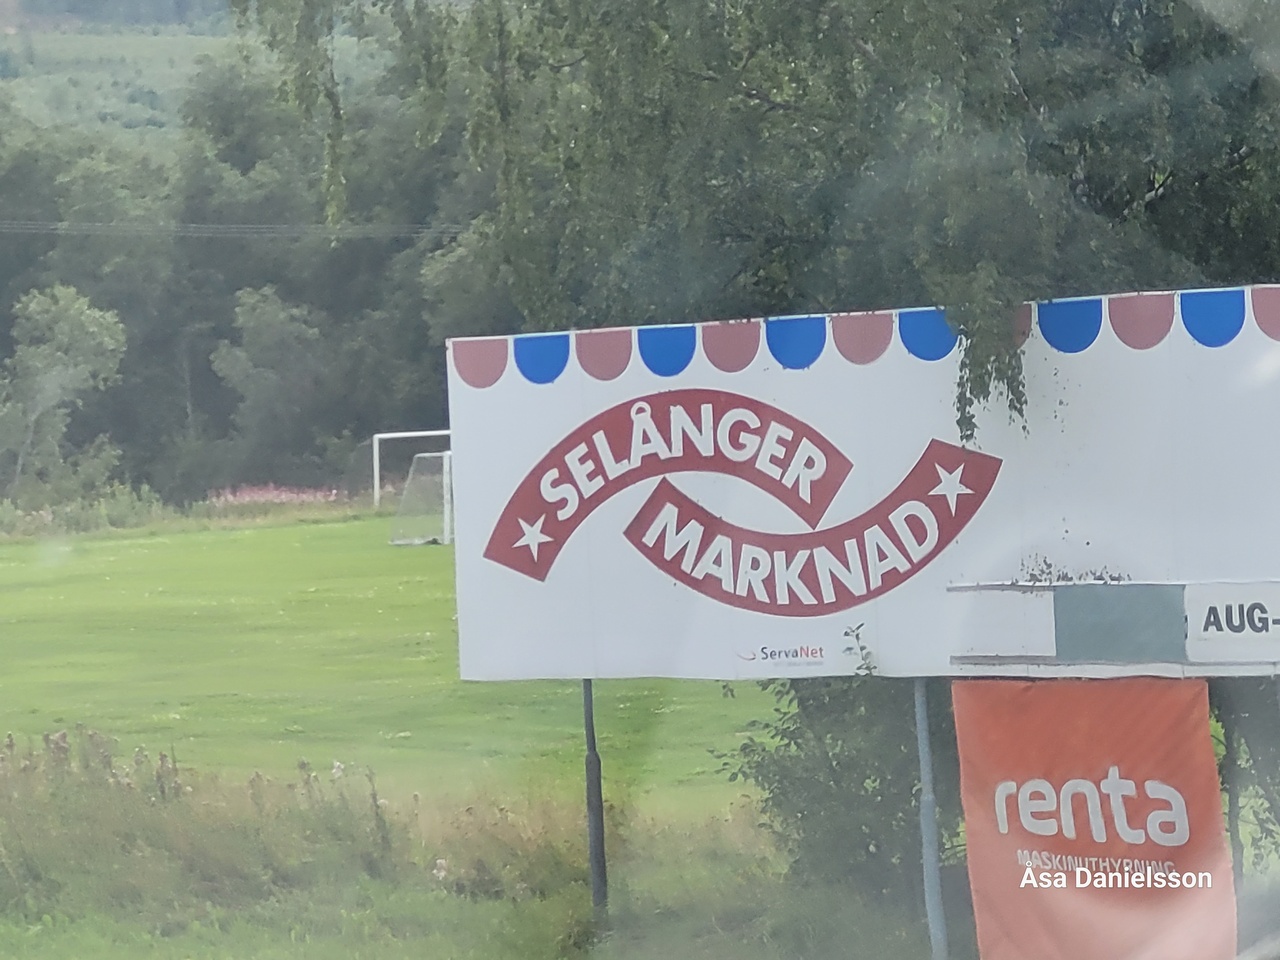 SELÅNGER
MARKNAD
ServaNet
AUG-
renta
MASKINUTHYRNING
Åsa Danielsson